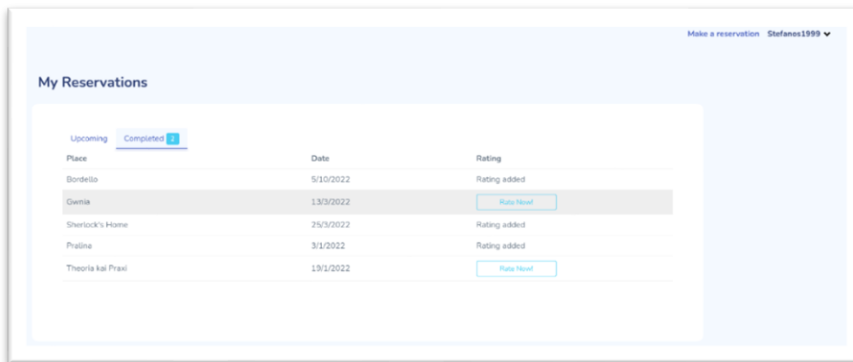 Make a reservation Stefanos1999
My Reservations
Upcoming Completed 2
Place Date Rating
Bordello 5/10/2022 Rating added
Gwnia 13/3/2022 Rate Now!
Sherlock's Home 25/3/2022 Rating added
Pralina 3/1/2022 Rating added
Theoria kai Praxi 19/1/2022 Rate Now!